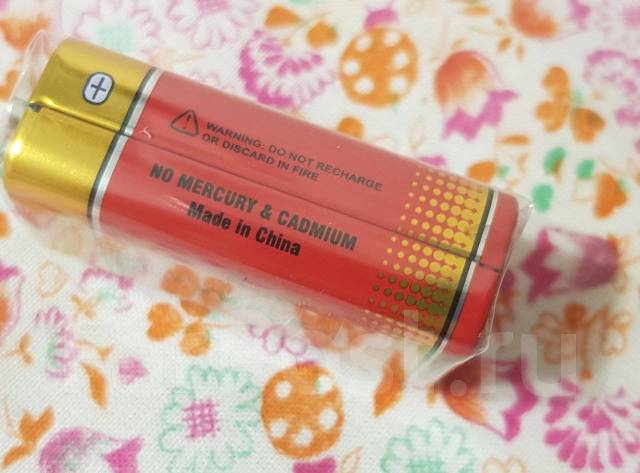 +
WARNING: DO NOT RECHARGE
OR DISCARD IN FIRE
NO MERCURY & CADMIUM
Made in China